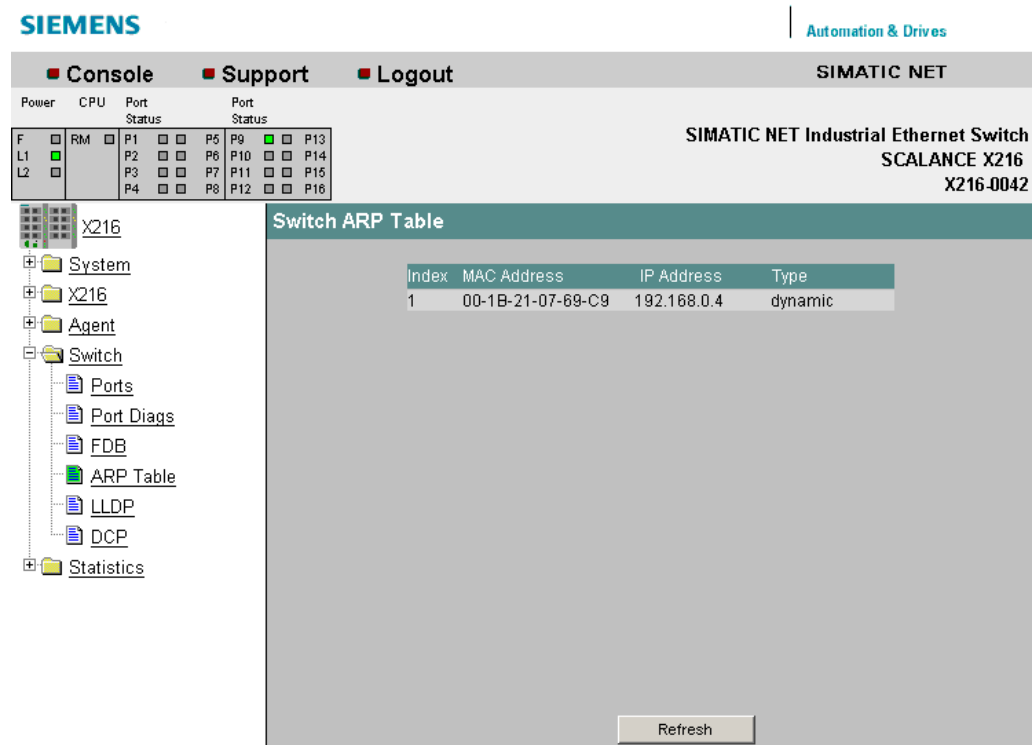 SIEMENS
Automation & Drives
Console Support Logout SIMATIC NET
Power CPU Port Status Port Status
F RM P1 P5 P9 P13
L1 P2 P6 P10 P14
L2 P3 P7 P11 P15
P4 P8 P12 P16
SIMATIC NET Industrial Ethernet Switch
SCALANCE X216
X216-0042
X216
System
X216
Agent
Switch
Ports
Port Diags
FDB
ARP Table
LLDP
DCP
Statistics
Switch ARP Table
Index MAC Address IP Address Type
1 00-1B-21-07-69-C9 192.168.0.4 dynamic
Refresh